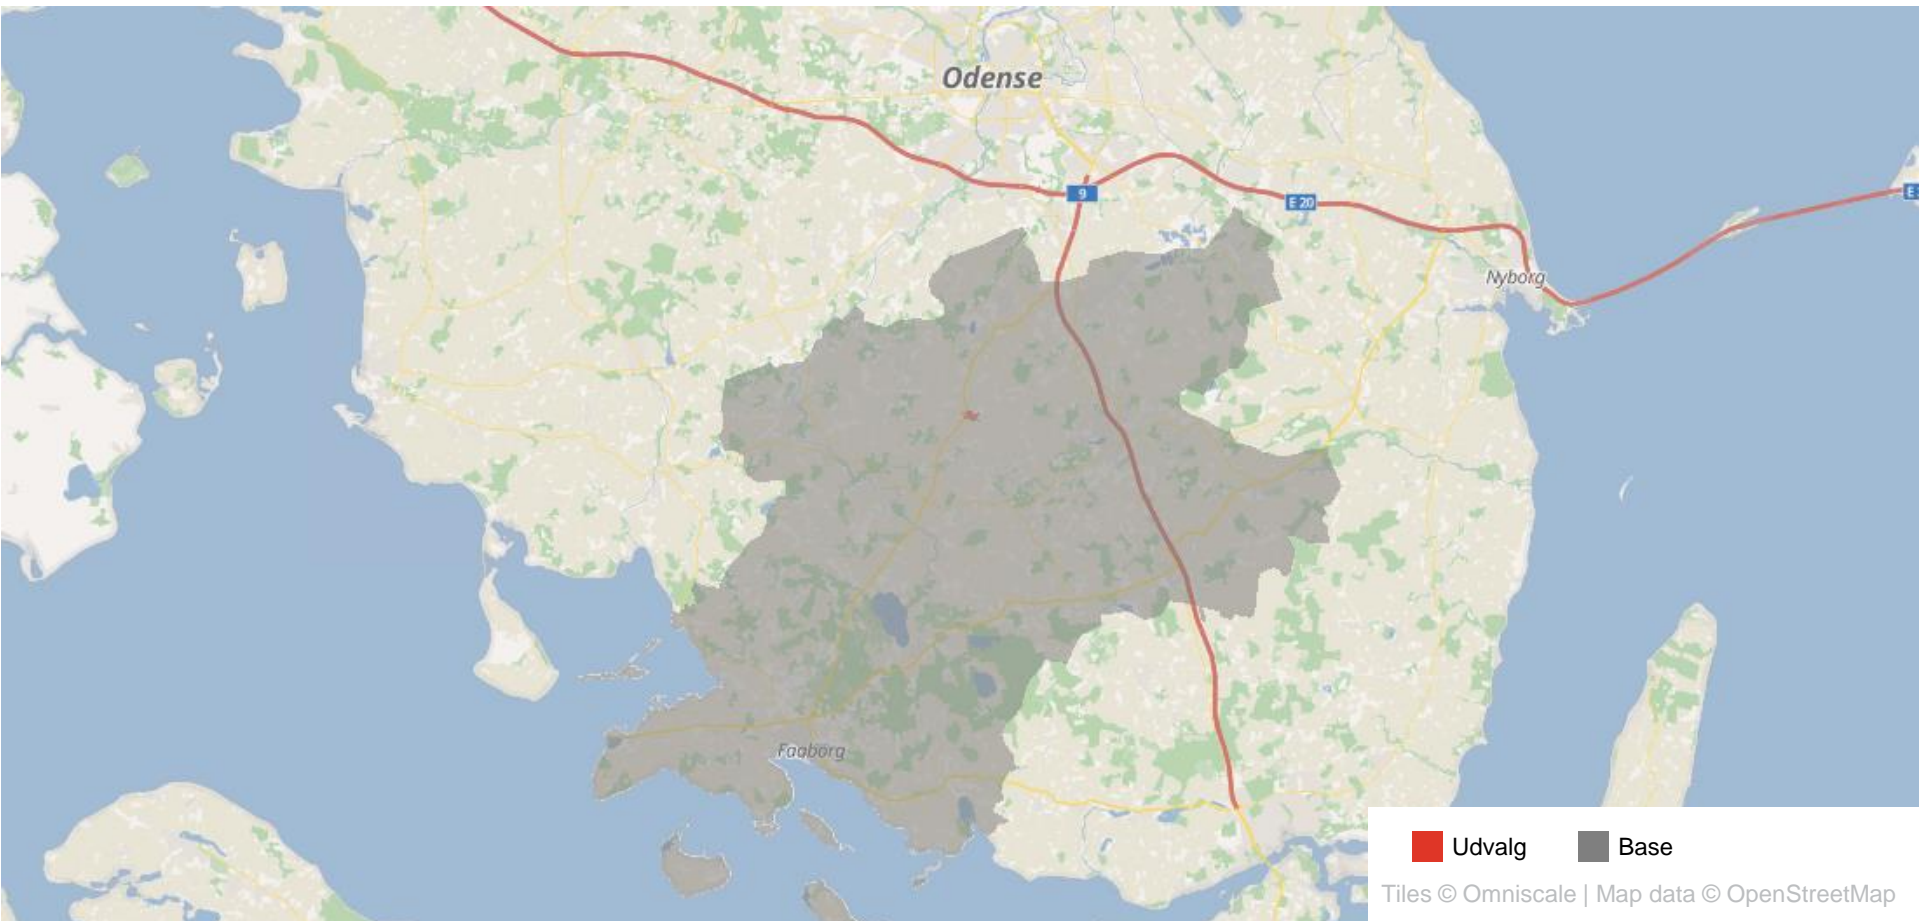 Odense
9
E 20
E
Nyborg
Faaborg
Udvalg
Base
Tiles © Omniscale | Map data © OpenStreetMap